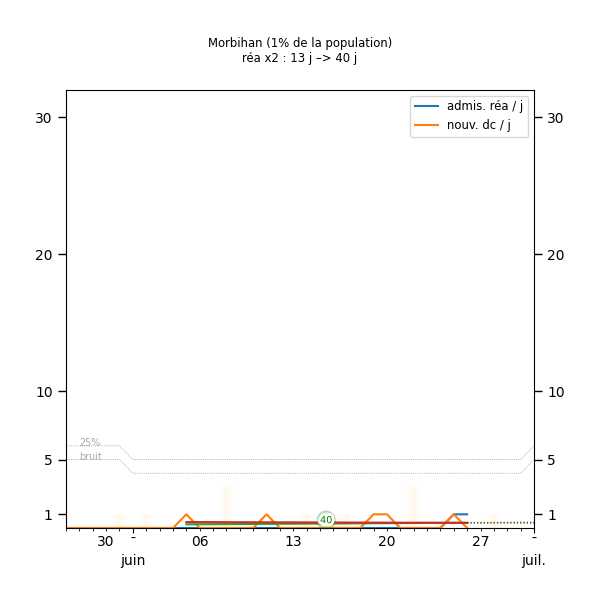 Morbihan (1% de la population)
réa x2 : 13 j –> 40 j
admis. réa / j
nouv. dc / j
30
30
20
20
10
10
25%
5
5
bruit
1
1
40
30 - 06 13 20 27 -
juin juil.